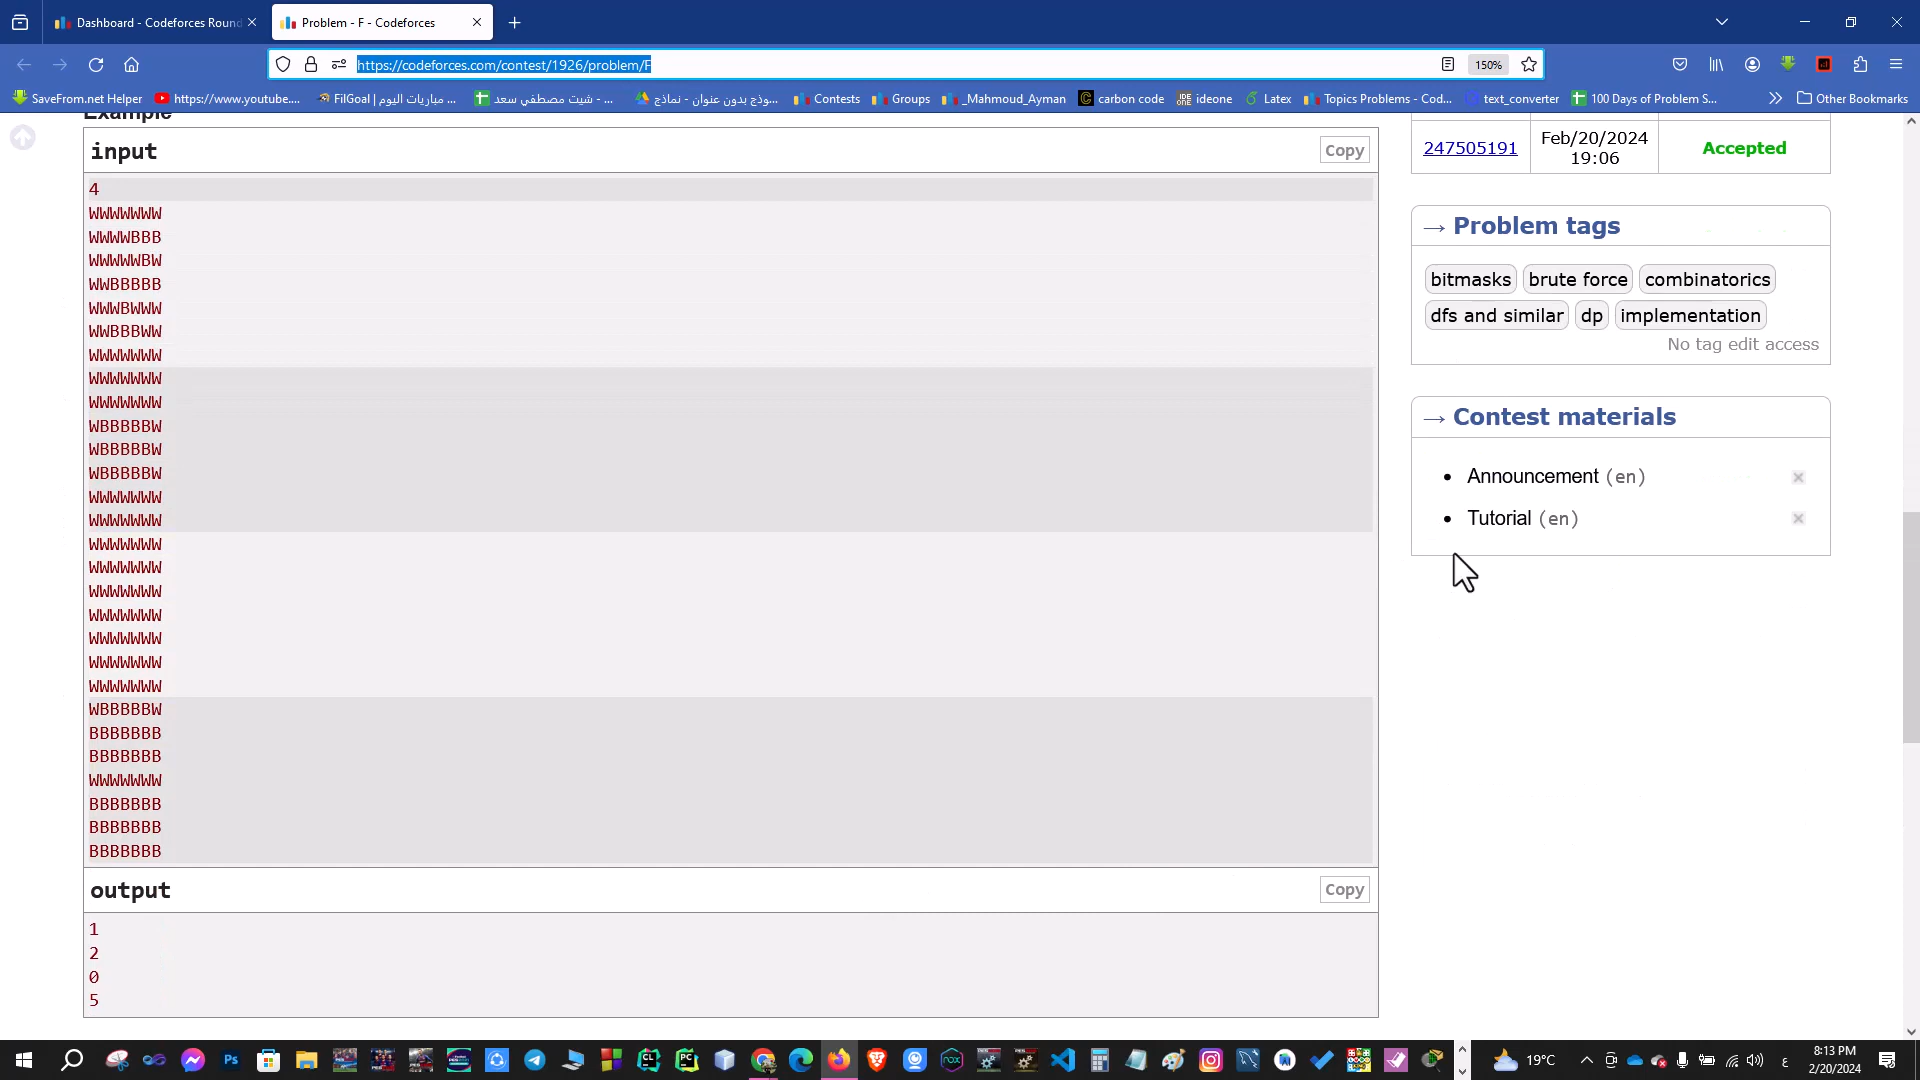 Dashboard - Codeforces Round
Problem - F - Codeforces
https://codeforces.com/contest/1926/problem/F
150%
SaveFrom.net Helper
https://www.youtube....
FilGoal | مباريات اليوم ...
شيت مصطفي سعد - ...
نموذج بدون عنوان - نماذج...
Contests
Groups
_Mahmoud_Ayman
carbon code
ideone
Latex
Topics Problems - Cod...
text_converter
100 Days of Problem S...
Other Bookmarks
Example
input
Copy
4
WWWWWWW
WWWWBBB
WWWWWBW
WWBBBBB
WWWBWWW
WWBBBWW
WWWWWWW
WWWWWWW
WWWWWWW
WBBBBBW
WBBBBBW
WBBBBBW
WWWWWWW
WWWWWWW
WWWWWWW
WWWWWWW
WWWWWWW
WWWWWWW
WWWWWWW
WWWWWWW
WWWWWWW
WBBBBBW
BBBBBBB
BBBBBBB
WWWWWWW
BBBBBBB
BBBBBBB
BBBBBBB
output
Copy
1
2
0
5
247505191
Feb/20/2024
19:06
Accepted
→ Problem tags
bitmasks
brute force
combinatorics
dfs and similar
dp
implementation
No tag edit access
→ Contest materials
Announcement (en)
Tutorial (en)
19°C
ع
8:13 PM
2/20/2024